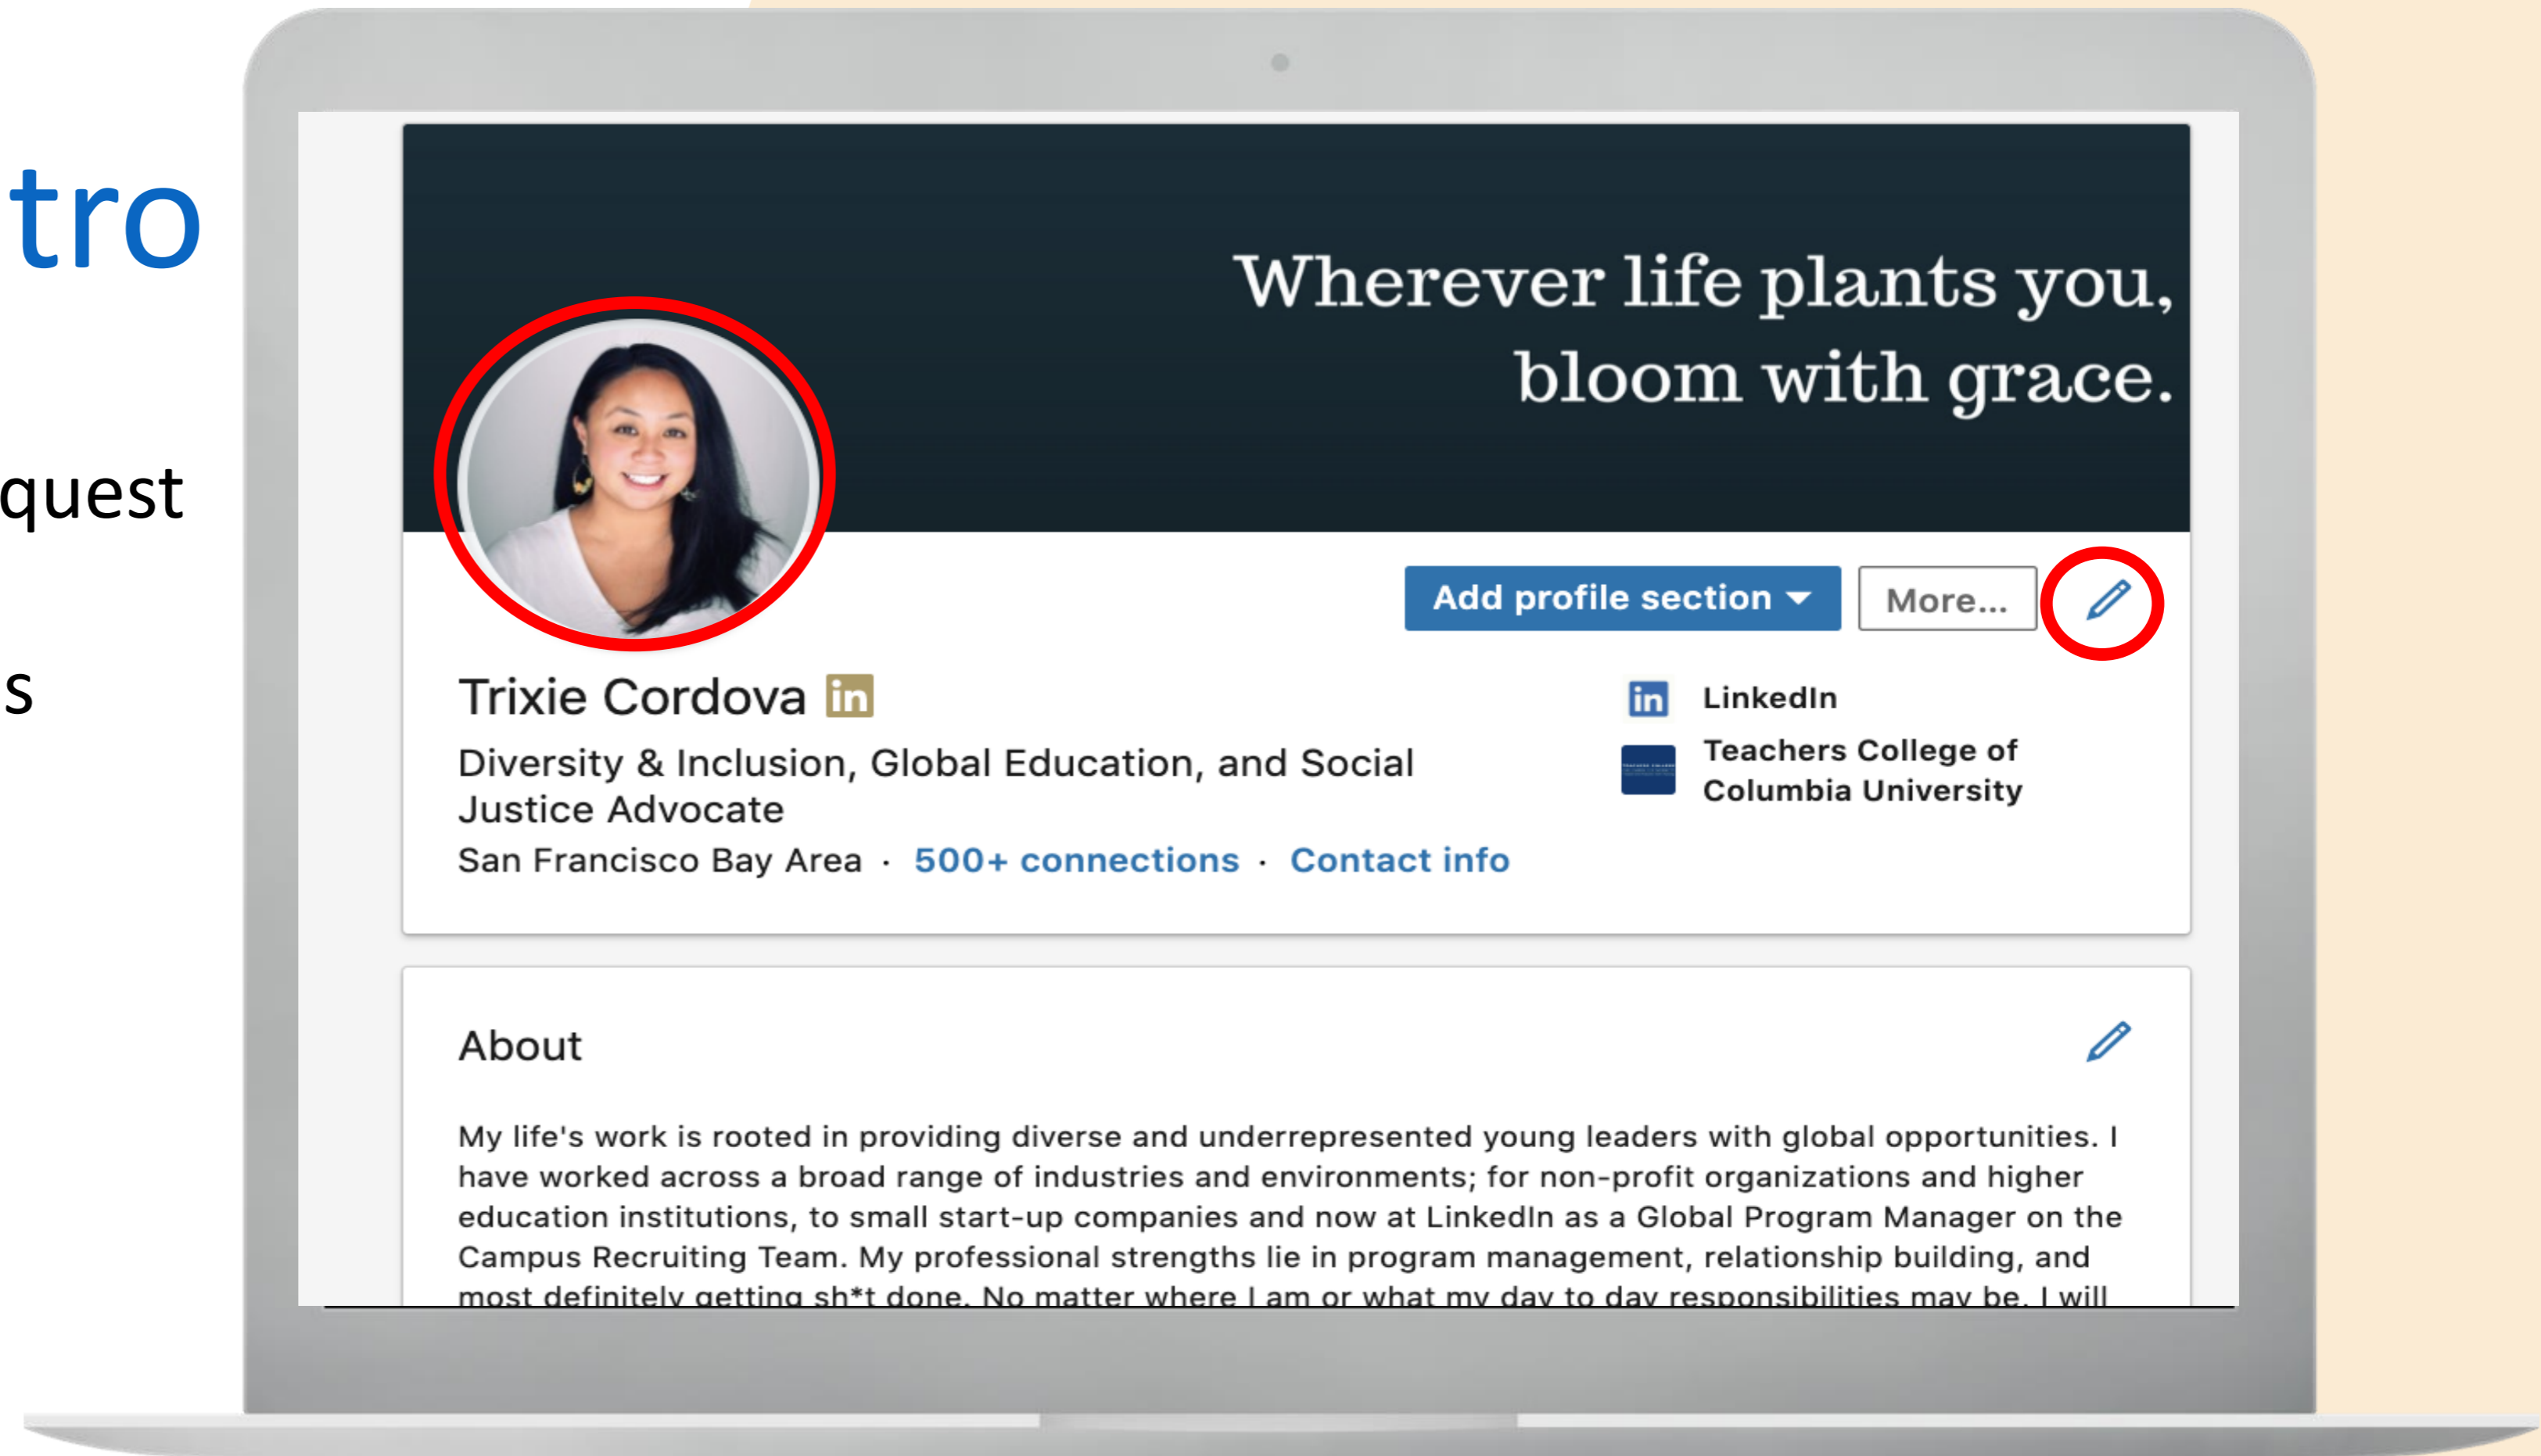 tro
quest
s
Wherever life plants you,
bloom with grace.
Add profile section
More...
Trixie Cordova in
Diversity & Inclusion, Global Education, and Social
Justice Advocate
San Francisco Bay Area · 500+ connections · Contact info
in LinkedIn
Teachers College of
Columbia University
About
My life's work is rooted in providing diverse and underrepresented young leaders with global opportunities. I
have worked across a broad range of industries and environments; for non-profit organizations and higher
education institutions, to small start-up companies and now at LinkedIn as a Global Program Manager on the
Campus Recruiting Team. My professional strengths lie in program management, relationship building, and
most definitely getting sh*t done. No matter where I am or what my day to day responsibilities may be, I will